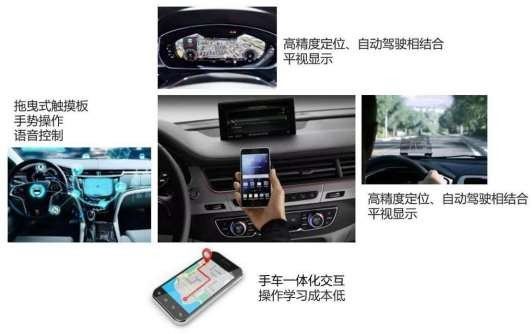 高精度定位、自动驾驶相结合
平视显示
拖曳式触摸板
手势操作
语音控制
高精度定位、自动驾驶相结合
平视显示
手车一体化交互
操作学习成本低